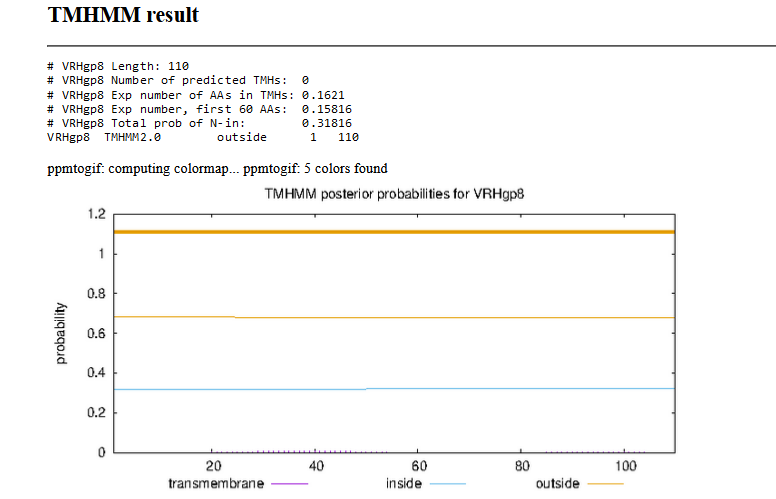 TMHMM result
# VRHgp8 Length: 110
# VRHgp8 Number of predicted TMHs:  0
# VRHgp8 Exp number of AAs in TMHs: 0.1621
# VRHgp8 Exp number, first 60 AAs:  0.15816
# VRHgp8 Total prob of N-in:        0.31816
VRHgp8  TMHMM2.0        outside      1   110
ppmtogif: computing colormap... ppmtogif: 5 colors found
TMHMM posterior probabilities for VRHgp8
1.2
1
0.8
0.6
0.4
0.2
0
probability
20 40 60 80 100
transmembrane inside outside